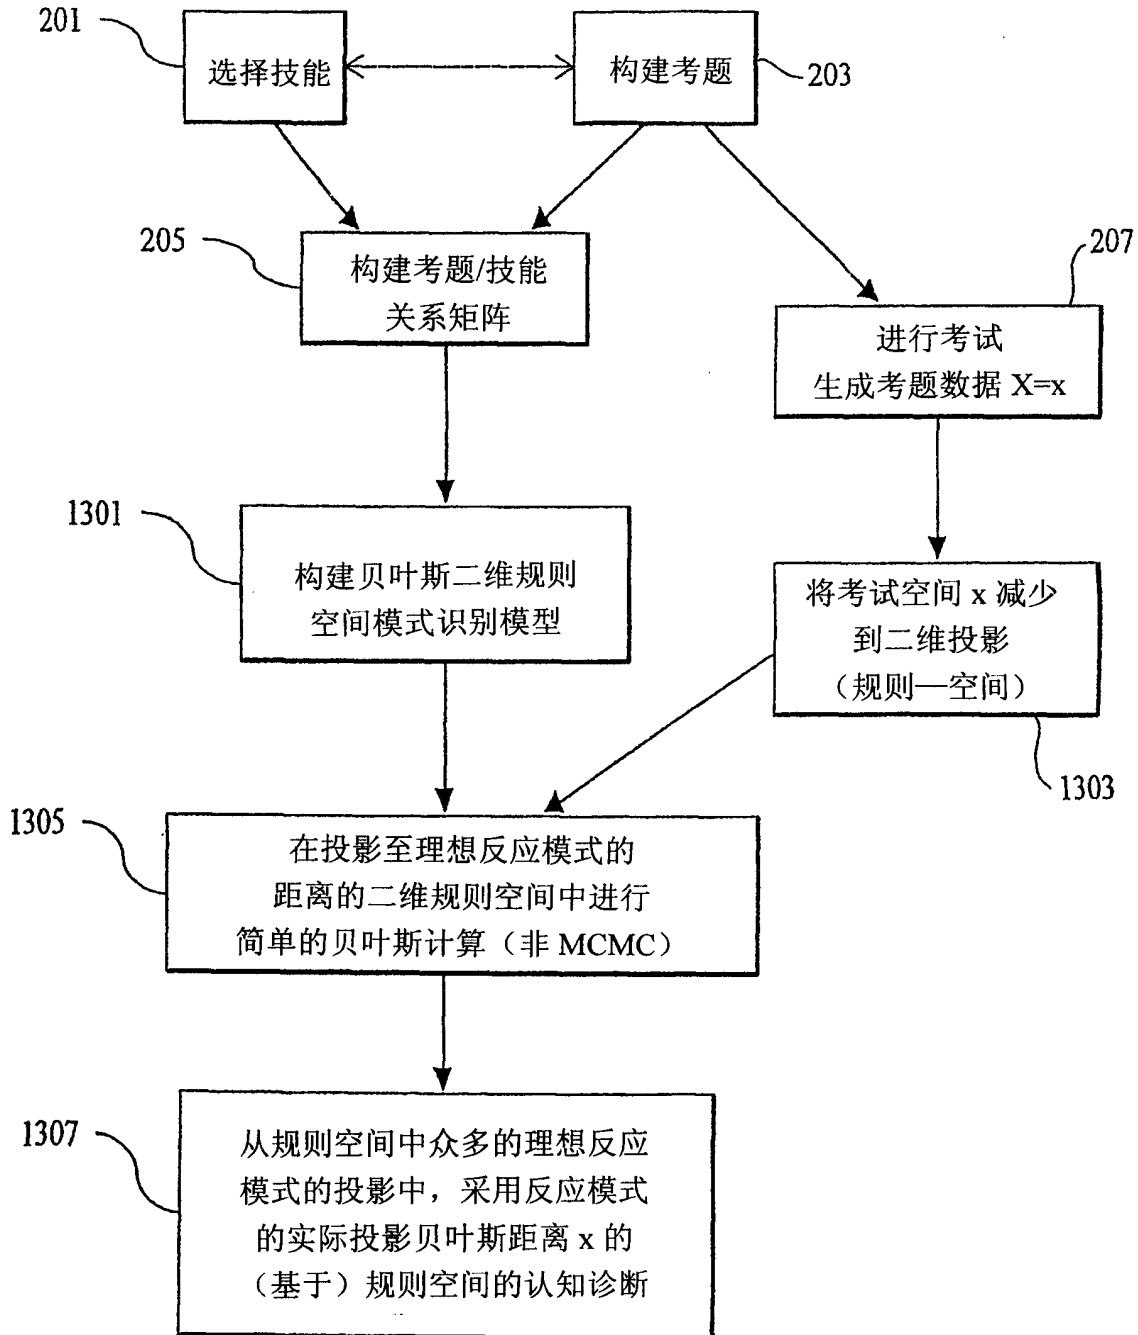 201
选择技能
构建考题
203
205
构建考题/技能
关系矩阵
207
进行考试
生成考题数据 X=x
1301
构建贝叶斯二维规则
空间模式识别模型
将考试空间 x 减少
到二维投影
（规则—空间）
1303
1305
在投影至理想反应模式的
距离的二维规则空间中进行
简单的贝叶斯计算（非 MCMC）
1307
从规则空间中众多的理想反应
模式的投影中，采用反应模式
的实际投影贝叶斯距离 x 的
（基于）规则空间的认知诊断